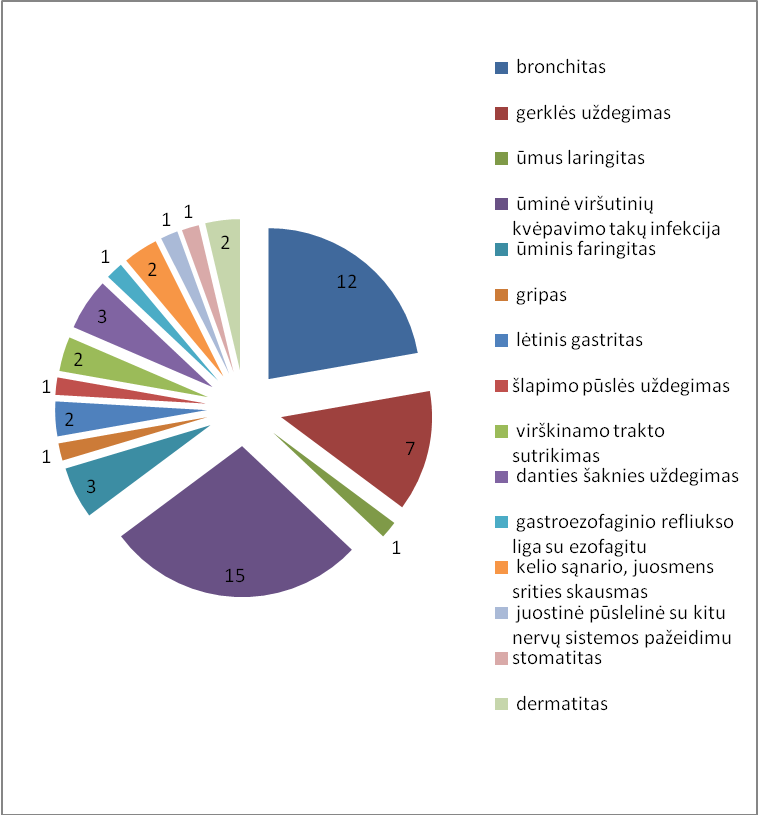 12
7
1
15
3
1
2
1
2
3
1
2
1
1
2
bronchitas
gerklės uždegimas
ūmus laringitas
ūminė viršutinių
kvėpavimo takų infekcija
ūminis faringitas
gripas
lėtinis gastritas
šlapimo pūslės uždegimas
virškinamo trakto
sutrikimas
danties šaknies uždegimas
gastroezofaginio refliukso
liga su ezofagitu
kelio sąnario, juosmens
srities skausmas
juostinė pūslelinė su kitu
nervų sistemos pažeidimu
stomatitas
dermatitas